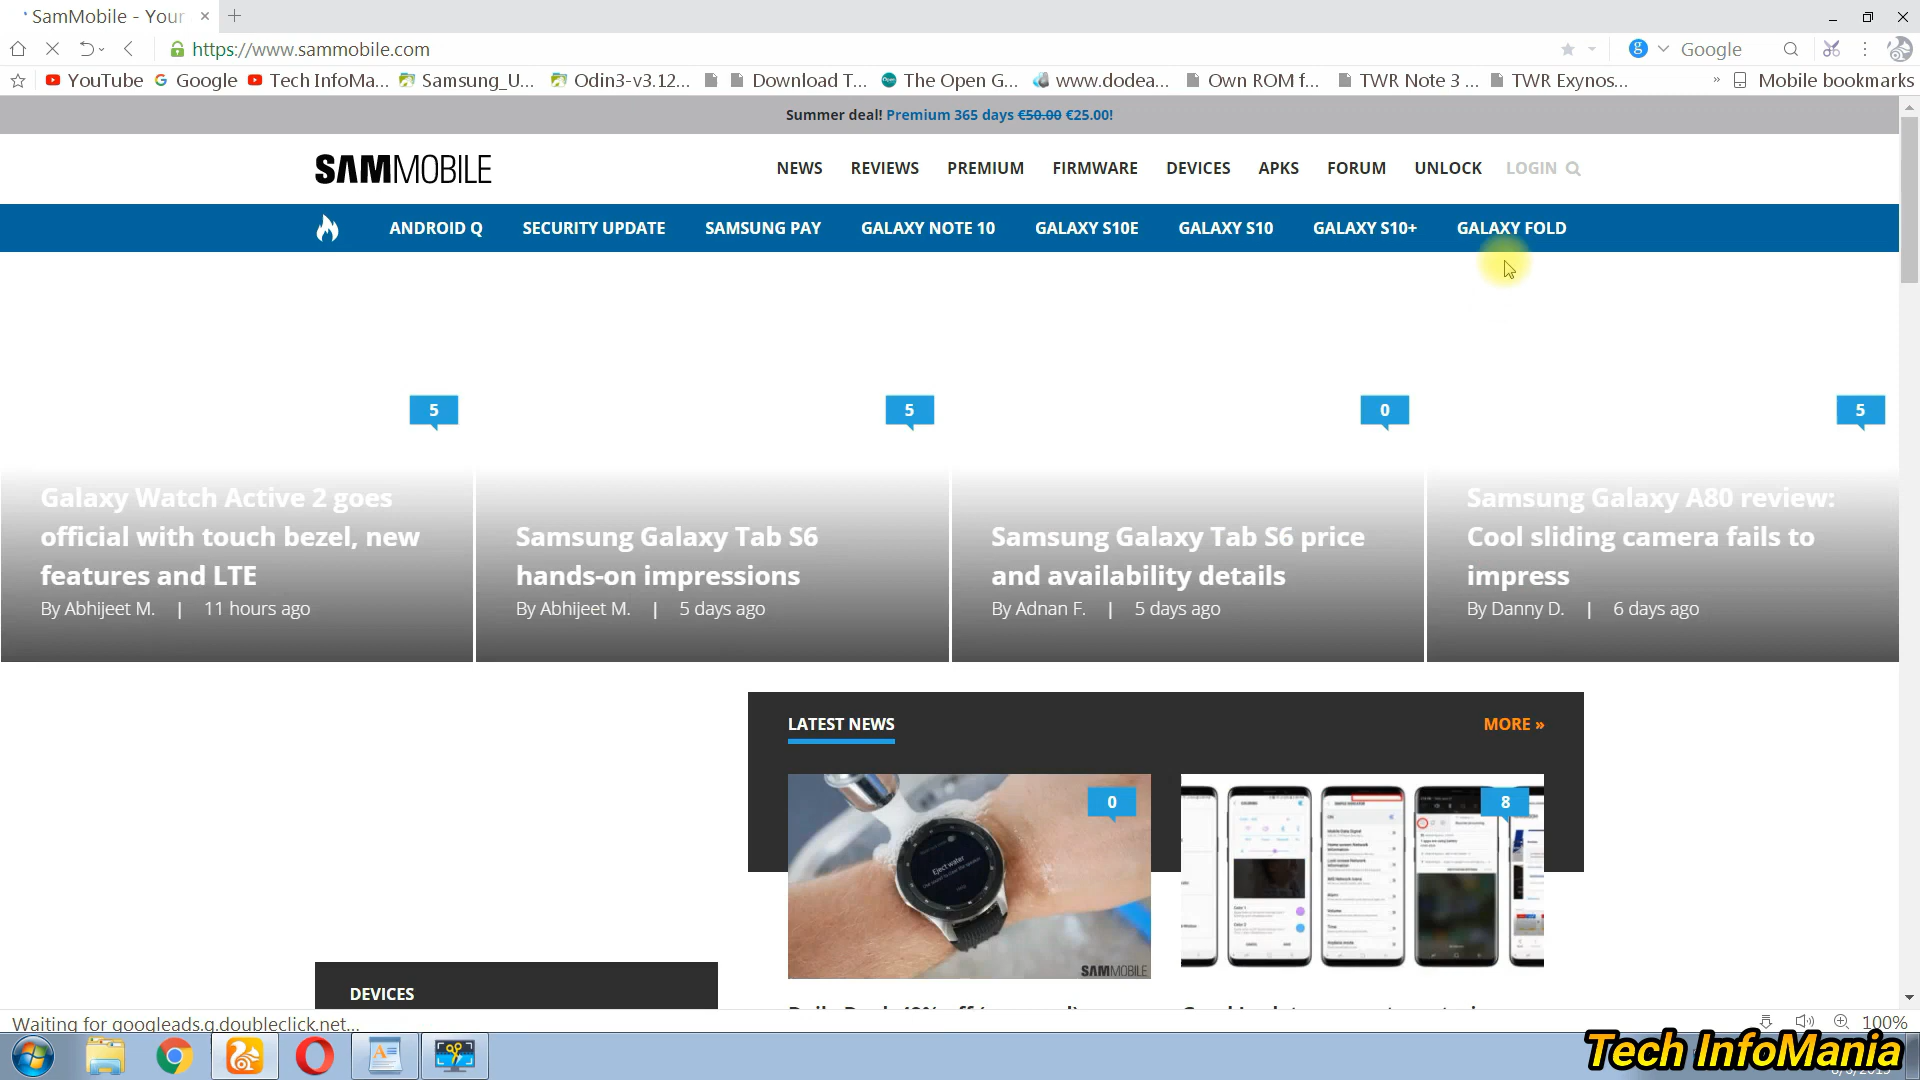 SamMobile - Your
https://www.sammobile.com
Google
YouTube
Google
Tech InfoMa...
Samsung_U...
Odin3-v3.12...
Download T...
The Open G...
www.dodea...
Own ROM f...
TWR Note 3 ...
TWR Exynos...
» Mobile bookmarks
Summer deal! Premium 365 days €50.00 €25.00!
SAMMOBILE
NEWS REVIEWS PREMIUM FIRMWARE DEVICES APKS FORUM UNLOCK LOGIN
ANDROID Q SECURITY UPDATE SAMSUNG PAY GALAXY NOTE 10 GALAXY S10E GALAXY S10 GALAXY S10+ GALAXY FOLD
5
Galaxy Watch Active 2 goes
official with touch bezel, new
features and LTE
By Abhijeet M. | 11 hours ago
5
Samsung Galaxy Tab S6
hands-on impressions
By Abhijeet M. | 5 days ago
0
Samsung Galaxy Tab S6 price
and availability details
By Adnan F. | 5 days ago
5
Samsung Galaxy A80 review:
Cool sliding camera fails to
impress
By Danny D. | 6 days ago
LATEST NEWS
MORE »
0
Eject water
SAMMOBILE
8
DEVICES
Waiting for googleads.g.doubleclick.net...
100%
Tech InfoMania